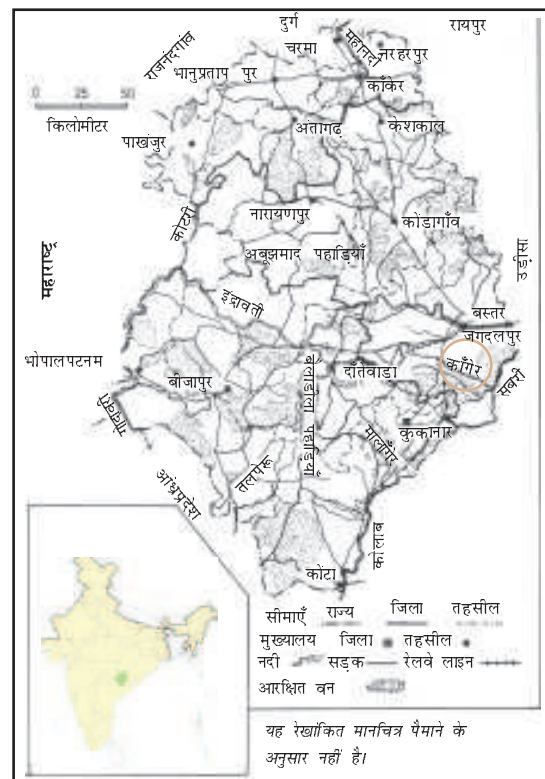 दुर्ग
रायपुर
राजनंदगांव
चरमा
महानदी
नरहरपुर
भानुप्रताप पुर
काँकेर
0 25 50
किलोमीटर
अंतागढ़
केशकाल
पाखंजुर
कोटरी
नारायणपुर
कोंडागाँव
महाराष्ट्र
अबूझमाद पहाड़ियाँ
उड़ीसा
इंद्रावती
बस्तर
जगदलपुर
भोपालपटनम
काँगेर
बीजापुर
बैलाडीला पहाड़ियाँ
दाँतेवाड़ा
सबरी
गोदावरी
कुकानार
मालागेर
तलपेरू
आंध्रप्रदेश
कोलाब
कोंटा
सीमाएँ राज्य जिला तहसील
मुख्यालय जिला तहसील
नदी सड़क रेलवे लाइन
आरक्षित वन
यह रेखांकित मानचित्र पैमाने के
अनुसार नहीं है।